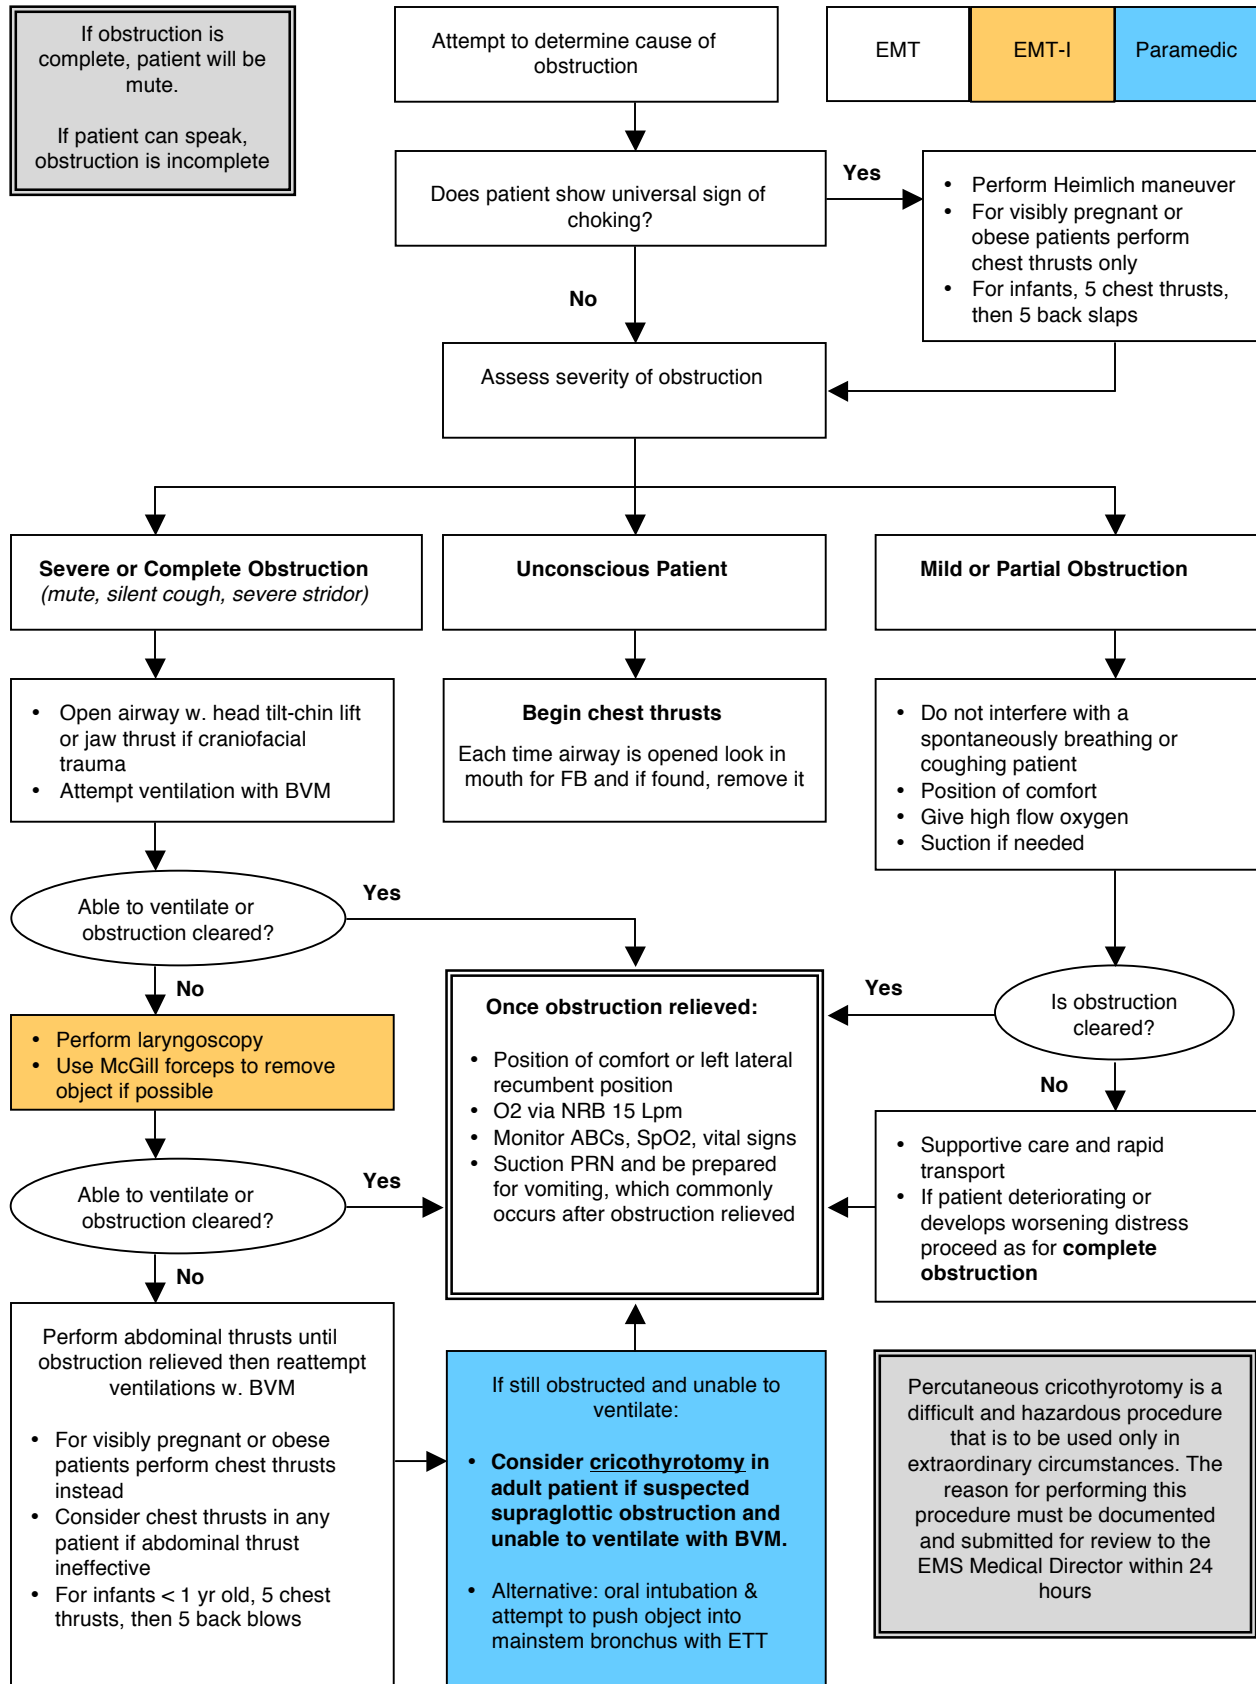 If obstruction is
complete, patient will be
mute.
If patient can speak,
obstruction is incomplete
Attempt to determine cause of
obstruction
EMT
EMT-I
Paramedic
Does patient show universal sign of
choking?
Yes
• Perform Heimlich maneuver
• For visibly pregnant or
obese patients perform
chest thrusts only
• For infants, 5 chest thrusts,
then 5 back slaps
No
Assess severity of obstruction
Severe or Complete Obstruction
(mute, silent cough, severe stridor)
Unconscious Patient
Mild or Partial Obstruction
• Open airway w. head tilt-chin lift
or jaw thrust if craniofacial
trauma
• Attempt ventilation with BVM
Begin chest thrusts
Each time airway is opened look in
mouth for FB and if found, remove it
• Do not interfere with a
spontaneously breathing or
coughing patient
• Position of comfort
• Give high flow oxygen
• Suction if needed
Able to ventilate or
obstruction cleared?
Yes
No
• Perform laryngoscopy
• Use McGill forceps to remove
object if possible
Able to ventilate or
obstruction cleared?
Yes
No
Once obstruction relieved:
• Position of comfort or left lateral
recumbent position
• O2 via NRB 15 Lpm
• Monitor ABCs, SpO2, vital signs
• Suction PRN and be prepared
for vomiting, which commonly
occurs after obstruction relieved
Yes
Is obstruction
cleared?
No
• Supportive care and rapid
transport
• If patient deteriorating or
develops worsening distress
proceed as for complete
obstruction
Perform abdominal thrusts until
obstruction relieved then reattempt
ventilations w. BVM
• For visibly pregnant or obese
patients perform chest thrusts
instead
• Consider chest thrusts in any
patient if abdominal thrust
ineffective
• For infants < 1 yr old, 5 chest
thrusts, then 5 back blows
If still obstructed and unable to
ventilate:
• Consider cricothyrotomy in
adult patient if suspected
supraglottic obstruction and
unable to ventilate with BVM.
• Alternative: oral intubation &
attempt to push object into
mainstem bronchus with ETT
Percutaneous cricothyrotomy is a
difficult and hazardous procedure
that is to be used only in
extraordinary circumstances. The
reason for performing this
procedure must be documented
and submitted for review to the
EMS Medical Director within 24
hours